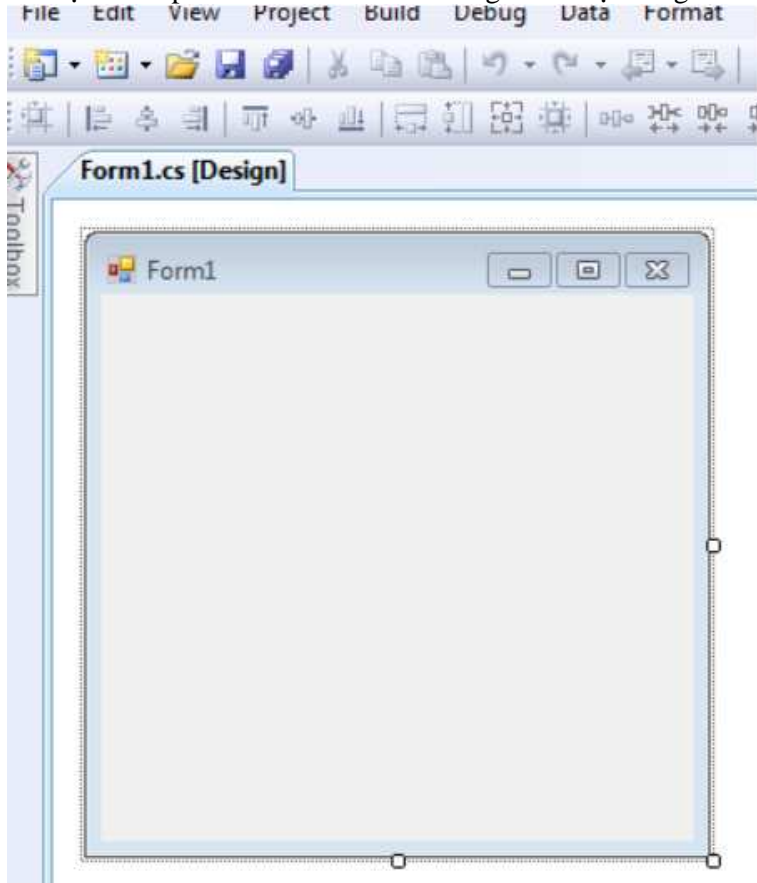 File Edit View Project Build Debug Data Format
Form1.cs [Design]
Toolbox
Form1